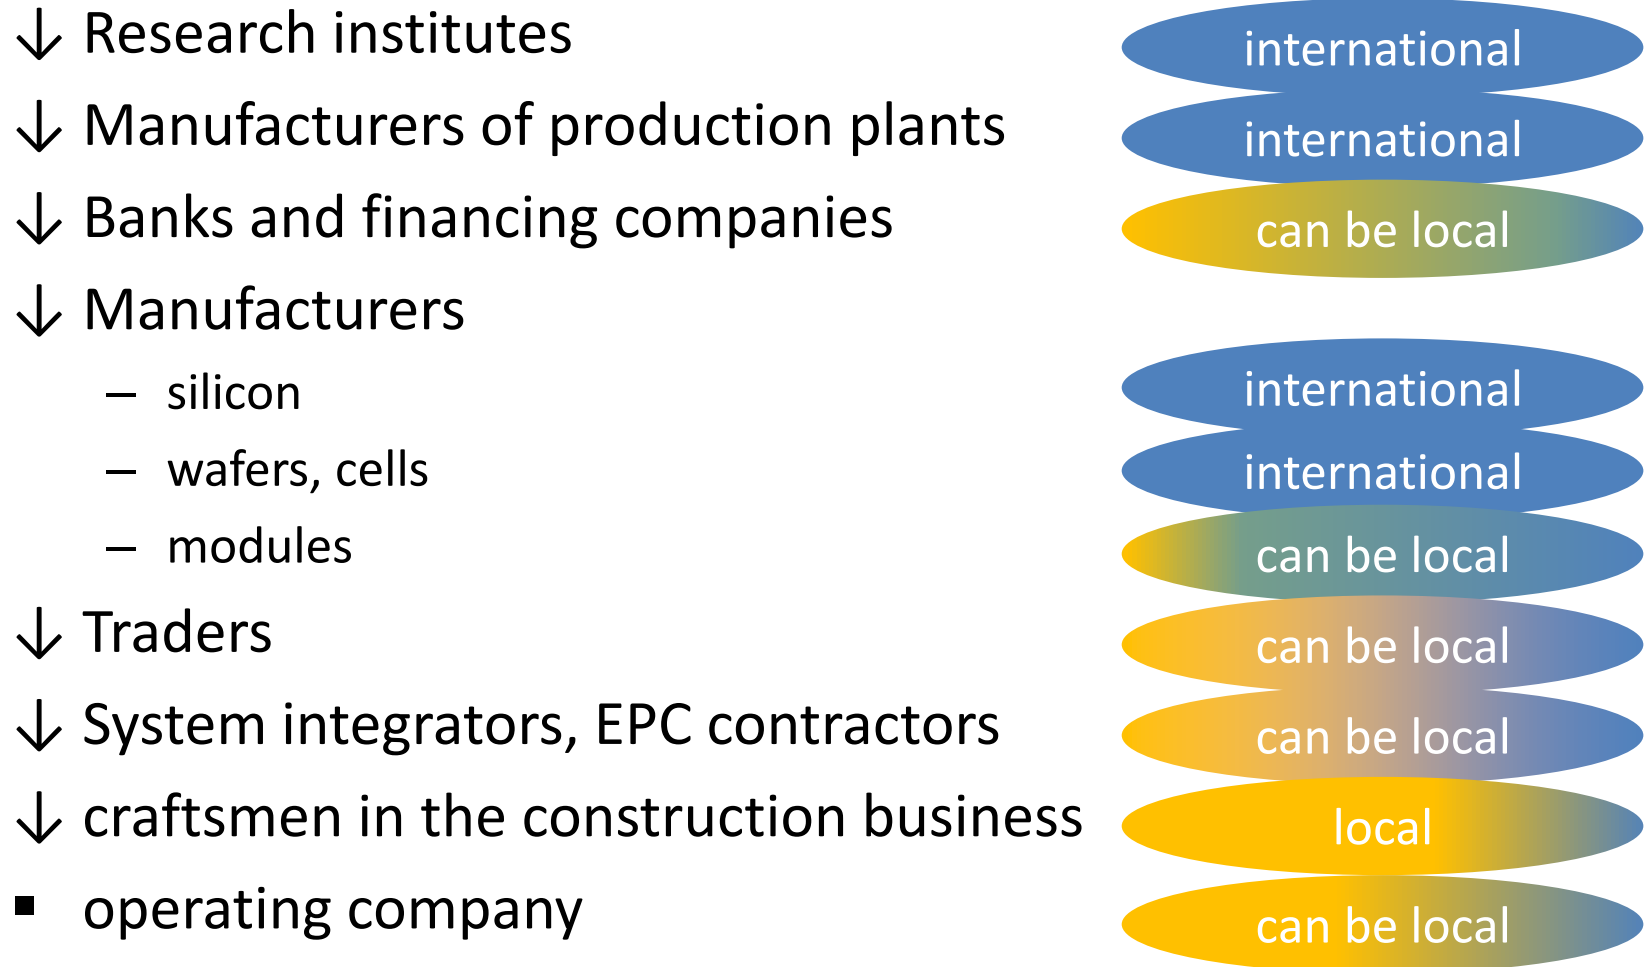 ↓ Research institutes international
↓ Manufacturers of production plants international
↓ Banks and financing companies can be local
↓ Manufacturers
– silicon international
– wafers, cells international
– modules can be local
↓ Traders can be local
↓ System integrators, EPC contractors can be local
↓ craftsmen in the construction business local
▪ operating company can be local